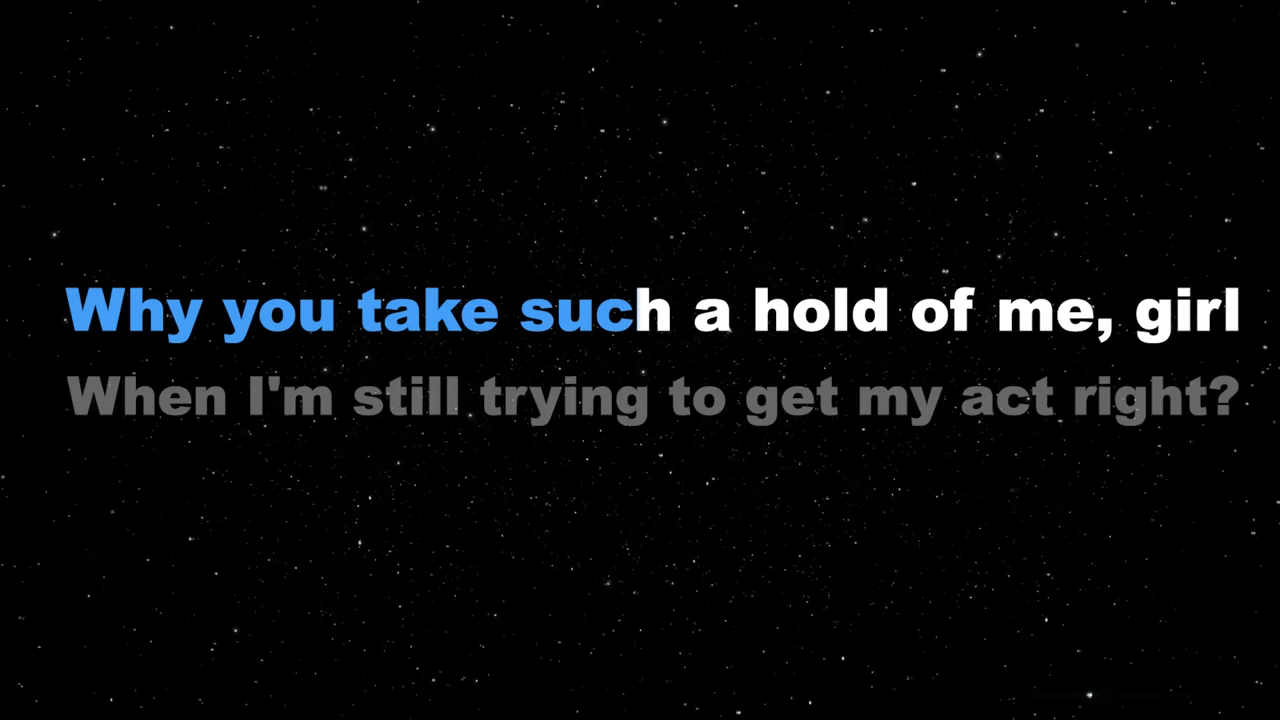 Why you take such a hold of me, girl
When I'm still trying to get my act right?